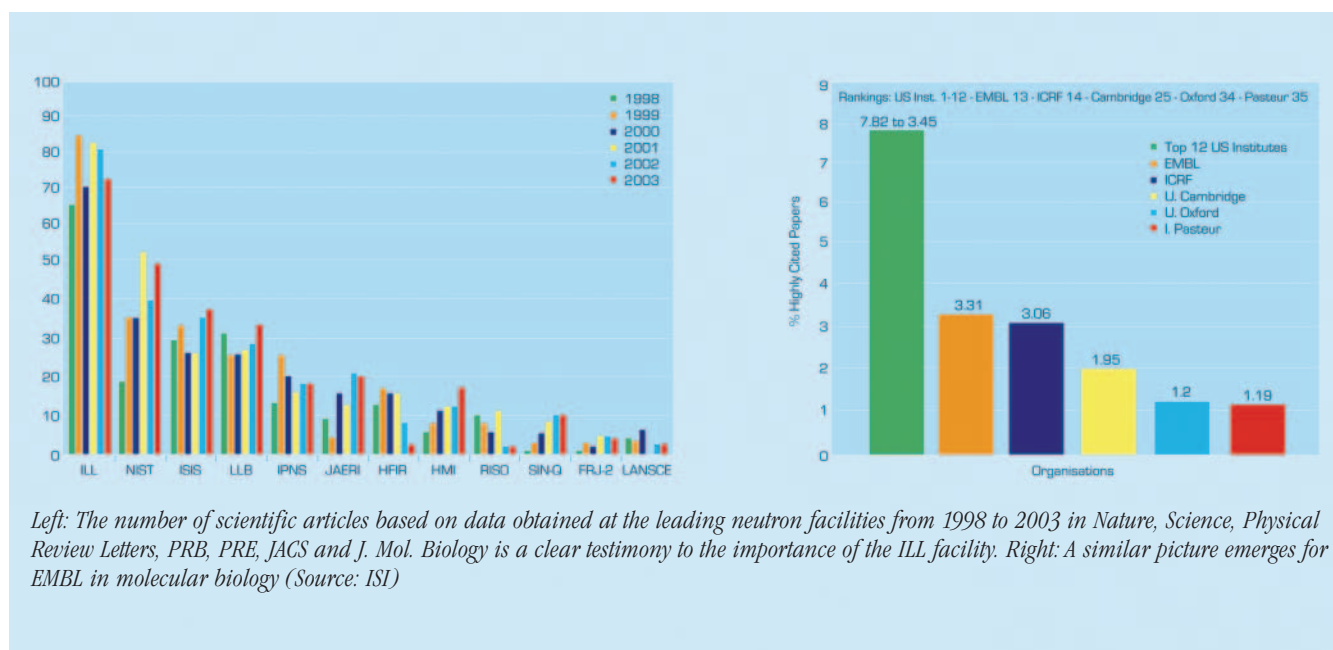 100
90
80
70
60
50
40
30
20
10
0
1998
1999
2000
2001
2002
2003
ILL NIST ISIS LLB IPNS JAERI HFIR HMI RISO SIN-Q FRJ-2 LANSCE
9
8
7
6
5
4
3
2
1
0
% Highly Cited Papers
Rankings: US Inst. 1-12 - EMBL 13 - ICRF 14 - Cambridge 25 - Oxford 34 - Pasteur 35
7.82 to 3.45
3.31
3.06
1.95
1.2
1.19
Top 12 US Institutes
EMBL
ICRF
U. Cambridge
U. Oxford
I. Pasteur
Organisations
Left: The number of scientific articles based on data obtained at the leading neutron facilities from 1998 to 2003 in Nature, Science, Physical
Review Letters, PRB, PRE, JACS and J. Mol. Biology is a clear testimony to the importance of the ILL facility. Right: A similar picture emerges for
EMBL in molecular biology (Source: ISI)